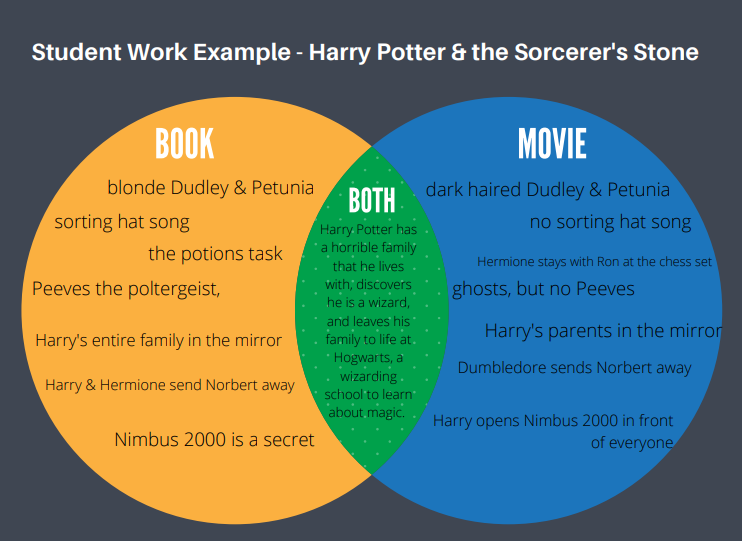 Student Work Example - Harry Potter & the Sorcerer's Stone
BOOK
blonde Dudley & Petunia
sorting hat song
the potions task
Peeves the poltergeist,
Harry's entire family in the mirror
Harry & Hermione send Norbert away
Nimbus 2000 is a secret
BOTH
Harry Potter has
a horrible family
that he lives
with, discovers
he is a wizard,
and leaves his
family to life at
Hogwarts, a
wizarding
school to learn
about magic.
MOVIE
dark haired Dudley & Petunia
no sorting hat song
Hermione stays with Ron at the chess set
ghosts, but no Peeves
Harry's parents in the mirror
Dumbledore sends Norbert away
Harry opens Nimbus 2000 in front
of everyone